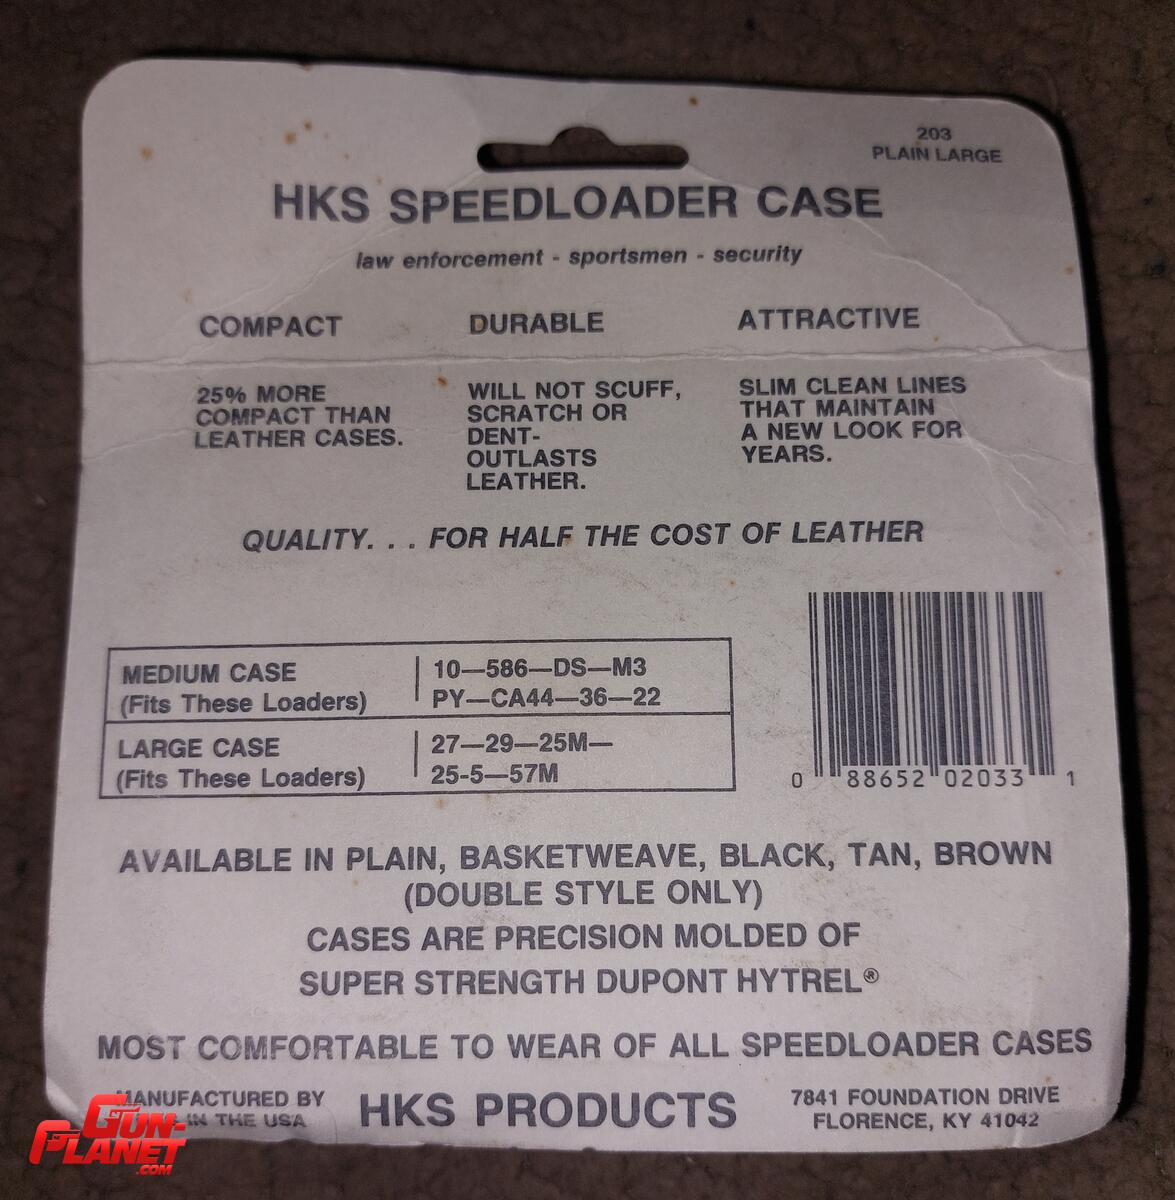 203
PLAIN LARGE
HKS SPEEDLOADER CASE
law enforcement - sportsmen - security
COMPACT
25% MORE
COMPACT THAN
LEATHER CASES.
DURABLE
WILL NOT SCUFF,
SCRATCH OR
DENT-
OUTLASTS
LEATHER.
ATTRACTIVE
SLIM CLEAN LINES
THAT MAINTAIN
A NEW LOOK FOR
YEARS.
QUALITY. . . FOR HALF THE COST OF LEATHER
MEDIUM CASE
(Fits These Loaders)
10—586—DS—M3
PY—CA44—36—22
LARGE CASE
(Fits These Loaders)
27—29—25M—
25-5—57M
0 88652 02033 1
AVAILABLE IN PLAIN, BASKETWEAVE, BLACK, TAN, BROWN
(DOUBLE STYLE ONLY)
CASES ARE PRECISION MOLDED OF
SUPER STRENGTH DUPONT HYTREL®
MOST COMFORTABLE TO WEAR OF ALL SPEEDLOADER CASES
MANUFACTURED BY
IN THE USA
HKS PRODUCTS
7841 FOUNDATION DRIVE
FLORENCE, KY 41042
GUN-
PLANET
.COM